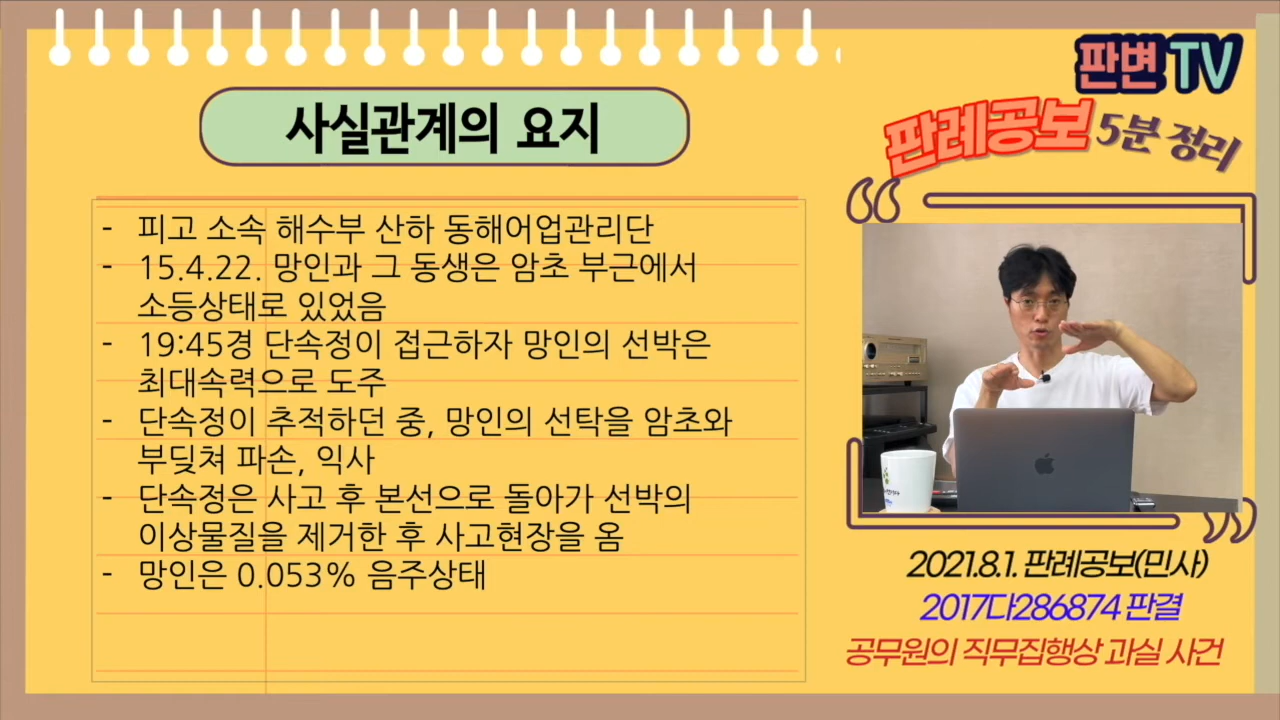 판변 TV
판례공보 5분 정리
사실관계의 요지
- 피고 소속 해수부 산하 동해어업관리단
- 15.4.22. 망인과 그 동생은 암초 부근에서
소등상태로 있었음
- 19:45경 단속정이 접근하자 망인의 선박은
최대속력으로 도주
- 단속정이 추적하던 중, 망인의 선탁을 암초와
부딪쳐 파손, 익사
- 단속정은 사고 후 본선으로 돌아가 선박의
이상물질을 제거한 후 사고현장을 옴
- 망인은 0.053% 음주상태
2021.8.1. 판례공보(민사)
2017다286874 판결
공무원의 직무집행상 과실 사건